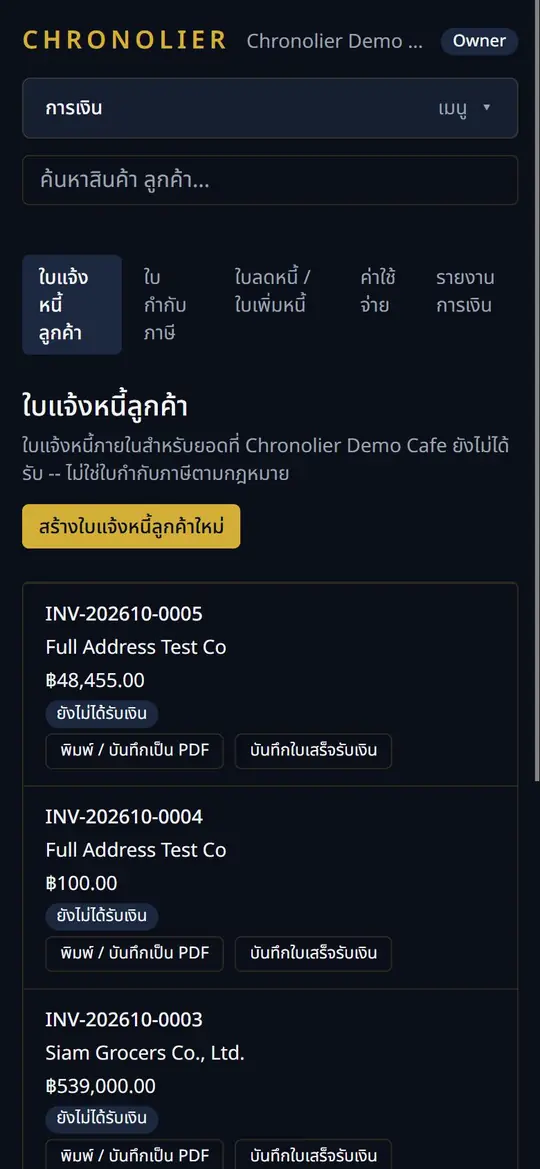 CHRONOLIER Chronolier Demo ... Owner
การเงิน เมนู
ค้นหาสินค้า ลูกค้า...
ใบแจ้ง
หนี้
ลูกค้า
ใบ
กำกับ
ภาษี
ใบลดหนี้ /
ใบเพิ่มหนี้
ค่าใช้
จ่าย
รายงาน
การเงิน
ใบแจ้งหนี้ลูกค้า
ใบแจ้งหนี้ภายในสำหรับยอดที่ Chronolier Demo Cafe ยังไม่ได้
รับ -- ไม่ใช่ใบกำกับภาษีตามกฎหมาย
สร้างใบแจ้งหนี้ลูกค้าใหม่
INV-202610-0005
Full Address Test Co
฿48,455.00
ยังไม่ได้รับเงิน
พิมพ์ / บันทึกเป็น PDF บันทึกใบเสร็จรับเงิน
INV-202610-0004
Full Address Test Co
฿100.00
ยังไม่ได้รับเงิน
พิมพ์ / บันทึกเป็น PDF บันทึกใบเสร็จรับเงิน
INV-202610-0003
Siam Grocers Co., Ltd.
฿539,000.00
ยังไม่ได้รับเงิน
พิมพ์ / บันทึกเป็น PDF บันทึกใบเสร็จรับเงิน